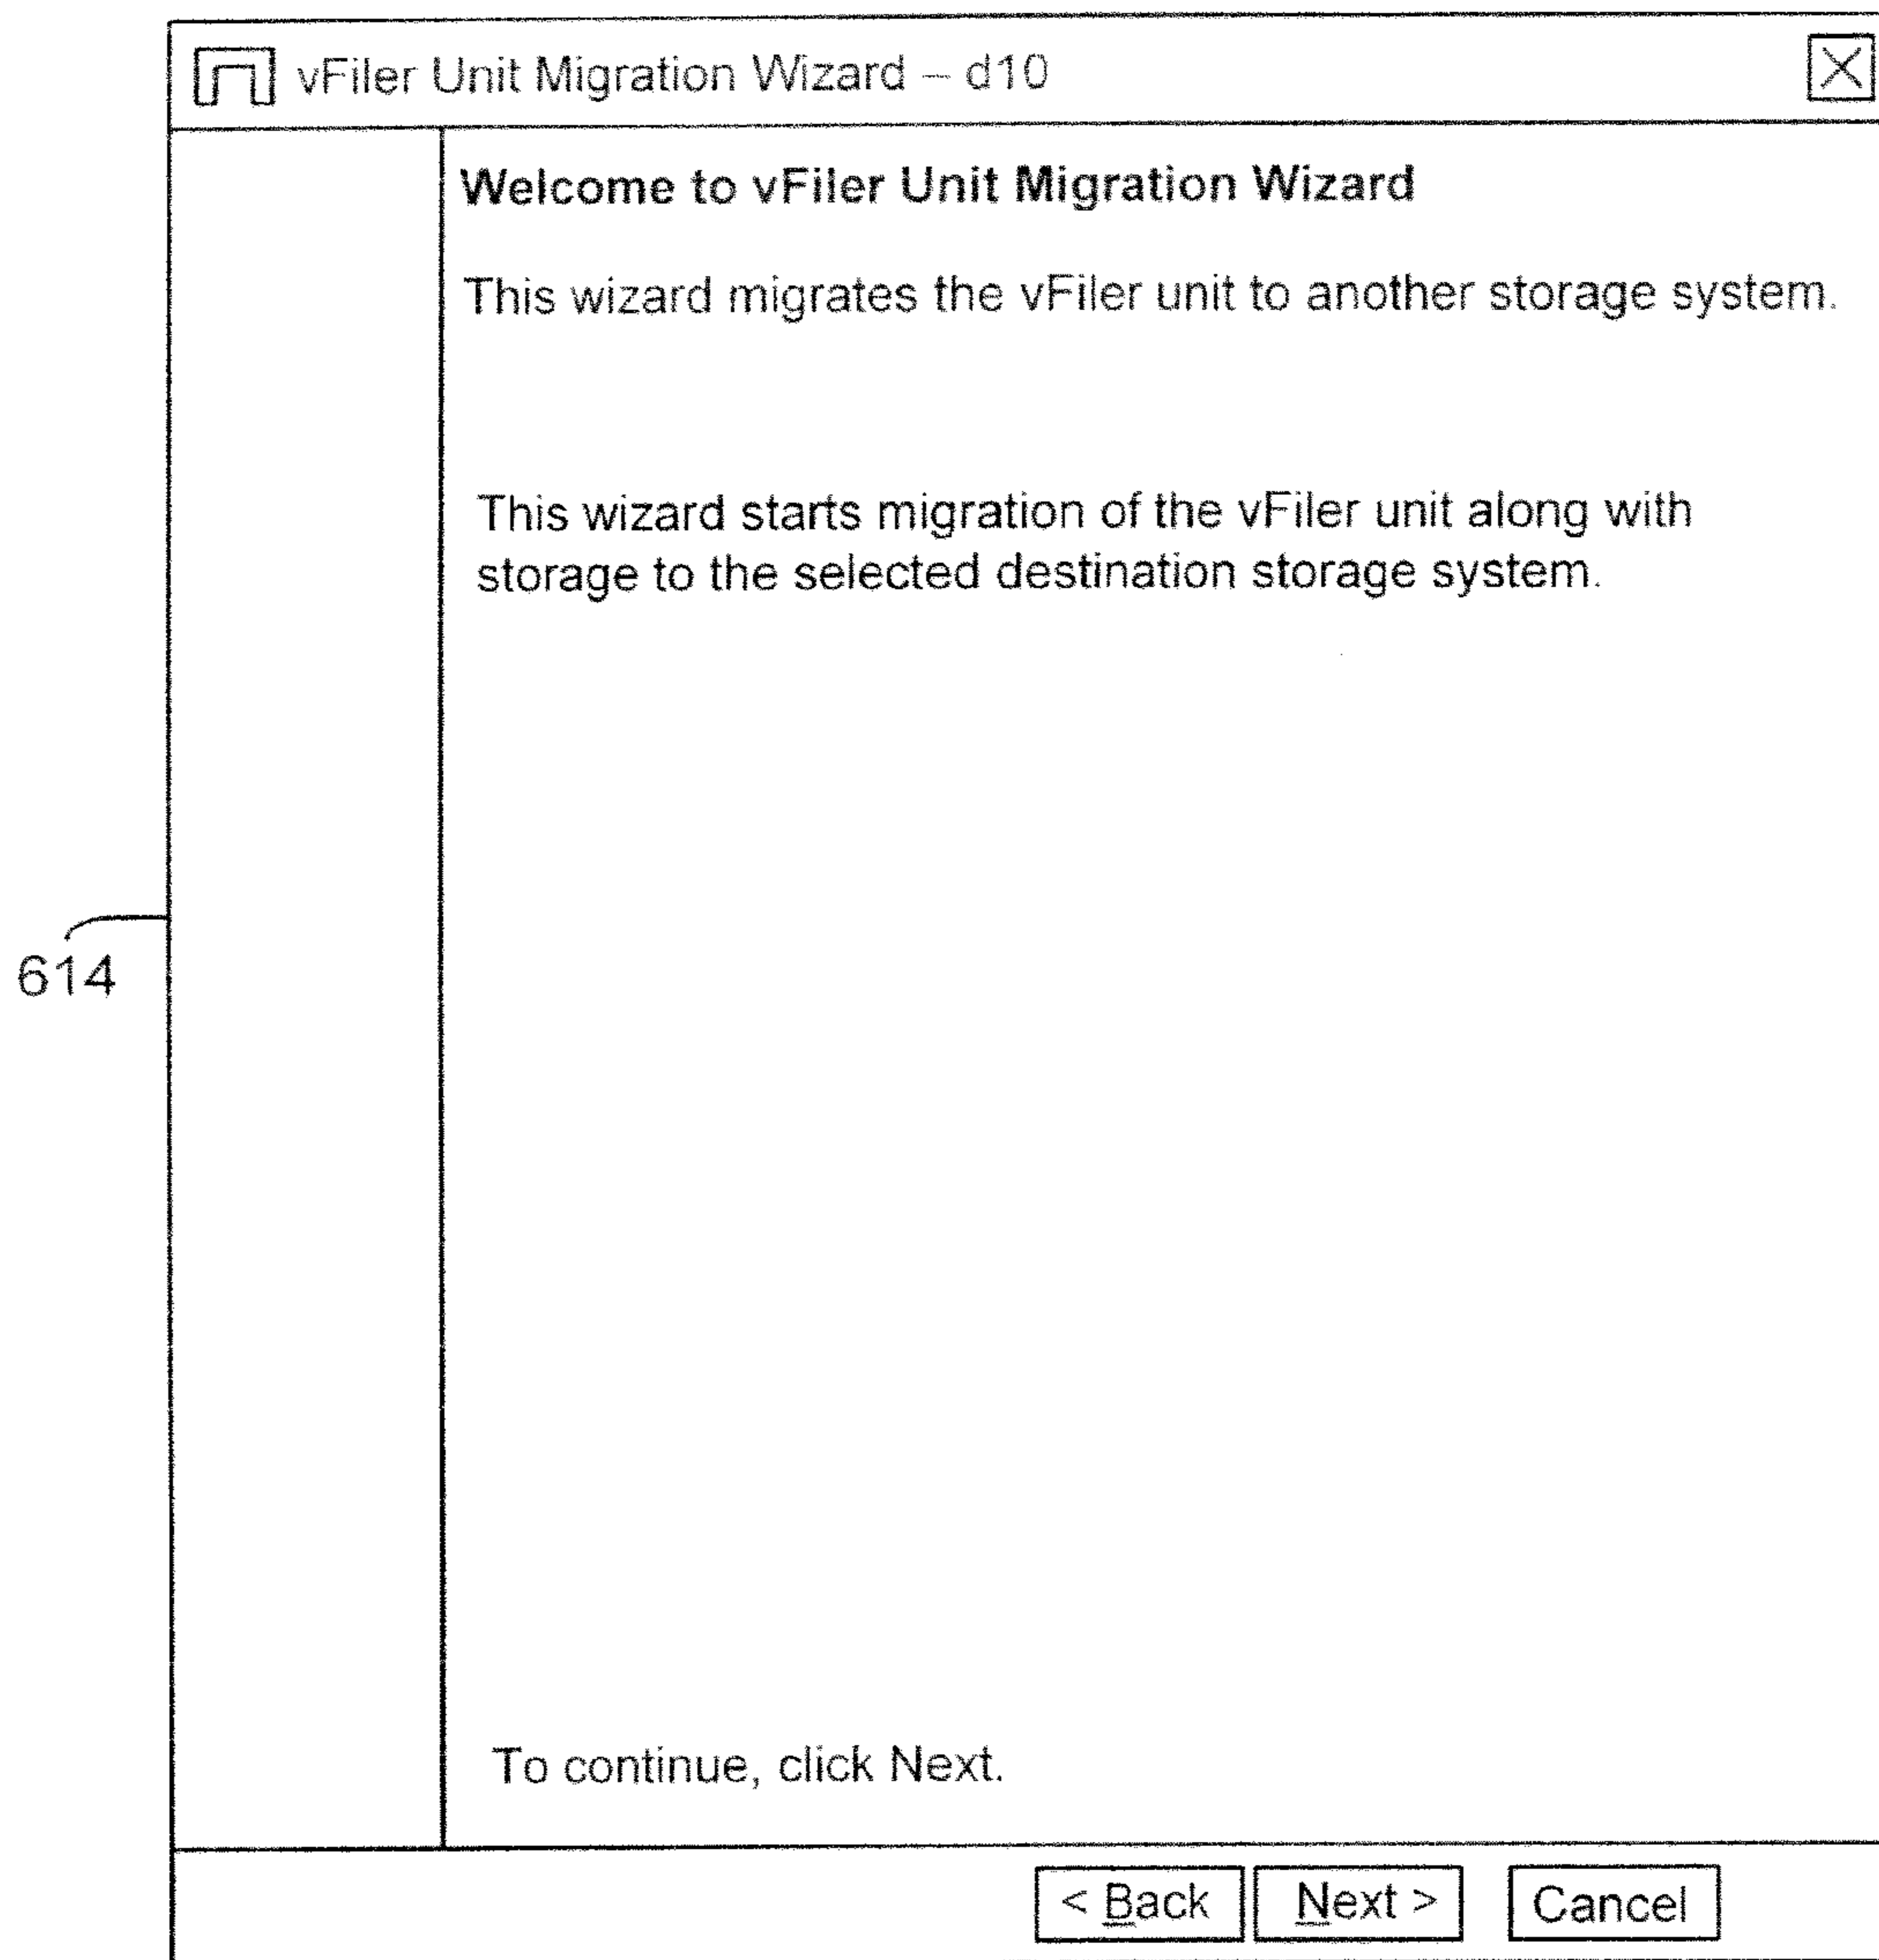 vFiler Unit Migration Wizard – d10
Welcome to vFiler Unit Migration Wizard
This wizard migrates the vFiler unit to another storage system.
This wizard starts migration of the vFiler unit along with
storage to the selected destination storage system.
614
To continue, click Next.
< Back
Next >
Cancel